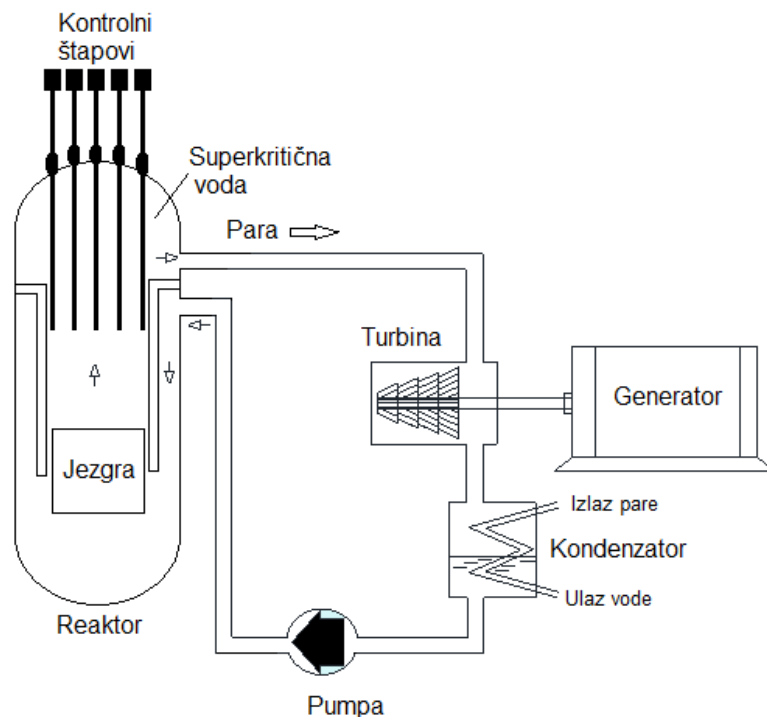 Kontrolni
štapovi
Superkritična
voda
Para
Turbina
Generator
Jezgra
Izlaz pare
Kondenzator
Ulaz vode
Reaktor
Pumpa